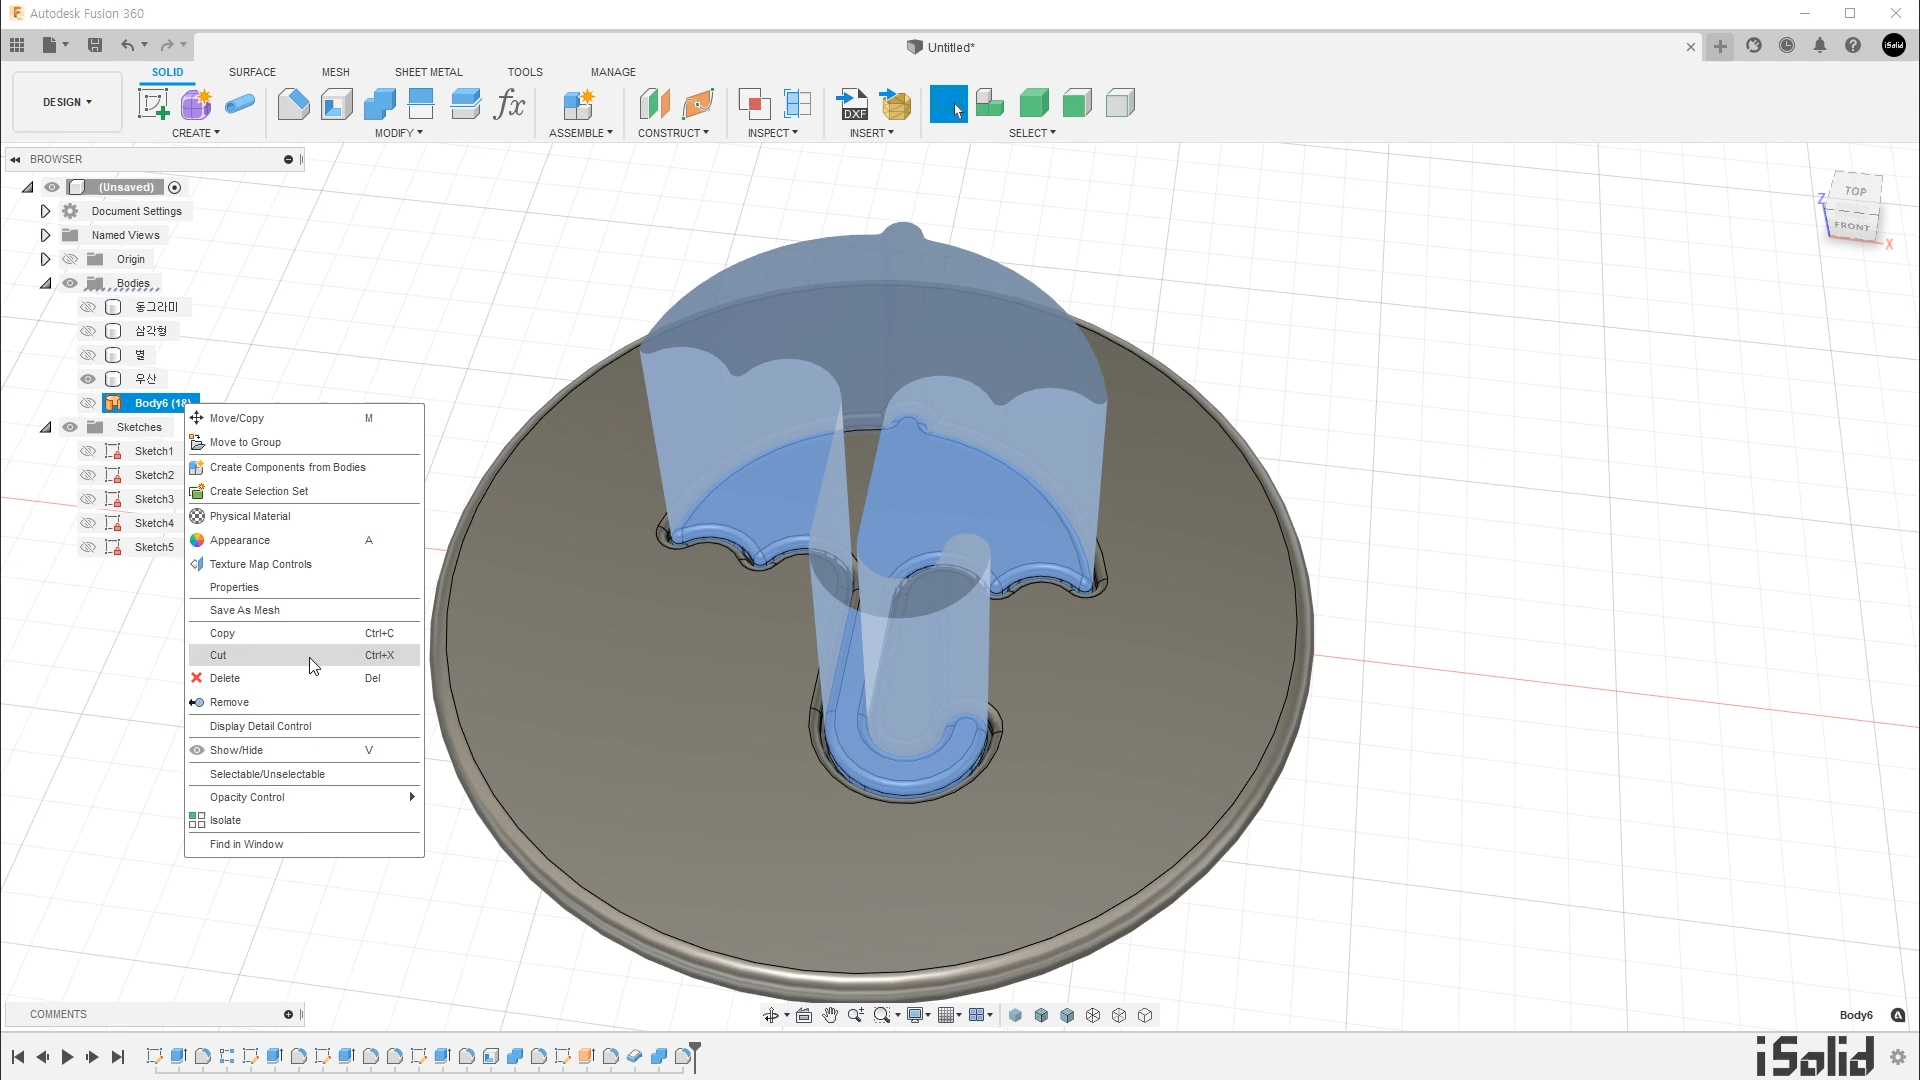 Autodesk Fusion 360
Untitled*
iSolid
DESIGN
SOLID SURFACE MESH SHEET METAL TOOLS MANAGE
fx
DXF
CREATE MODIFY ASSEMBLE CONSTRUCT INSPECT INSERT SELECT
BROWSER
(Unsaved)
Document Settings
Named Views
Origin
Bodies
동그라미
삼각형
별
우산
Body6 (18)
Sketches
Sketch1
Sketch2
Sketch3
Sketch4
Sketch5
Move/Copy M
Move to Group
Create Components from Bodies
Create Selection Set
Physical Material
Appearance A
Texture Map Controls
Properties
Save As Mesh
Copy Ctrl+C
Cut Ctrl+X
Delete Del
Remove
Display Detail Control
Show/Hide V
Selectable/Unselectable
Opacity Control
Isolate
Find in Window
TOP
FRONT
Z
X
COMMENTS
Body6
iSolid